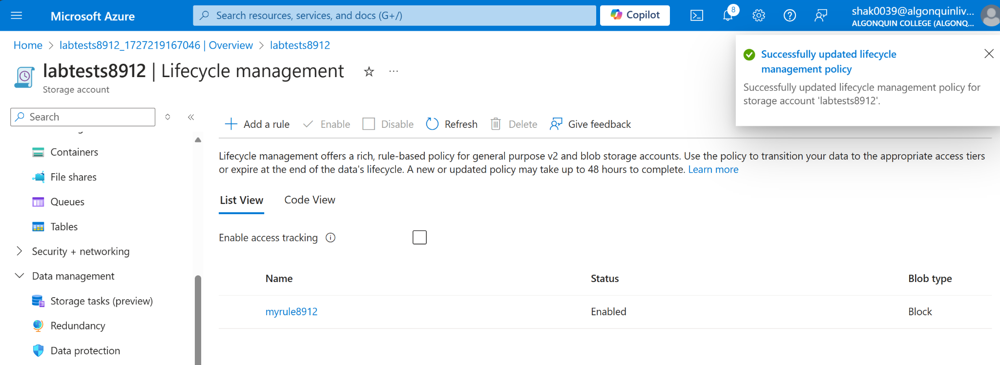 Microsoft Azure
Search resources, services, and docs (G+/)
Copilot
8
shak0039@algonquinliv...
ALGONQUIN COLLEGE (ALGONQ...
Home > labtests8912_1727219167046 | Overview > labtests8912
labtests8912 | Lifecycle management
Storage account
Successfully updated lifecycle
management policy
Successfully updated lifecycle management policy for
storage account 'labtests8912'.
Search
Containers
File shares
Queues
Tables
Security + networking
Data management
Storage tasks (preview)
Redundancy
Data protection
Add a rule Enable Disable Refresh Delete Give feedback
Lifecycle management offers a rich, rule-based policy for general purpose v2 and blob storage accounts. Use the policy to transition your data to the appropriate access tiers
or expire at the end of the data's lifecycle. A new or updated policy may take up to 48 hours to complete. Learn more
List View Code View
Enable access tracking
Name Status Blob type
myrule8912 Enabled Block